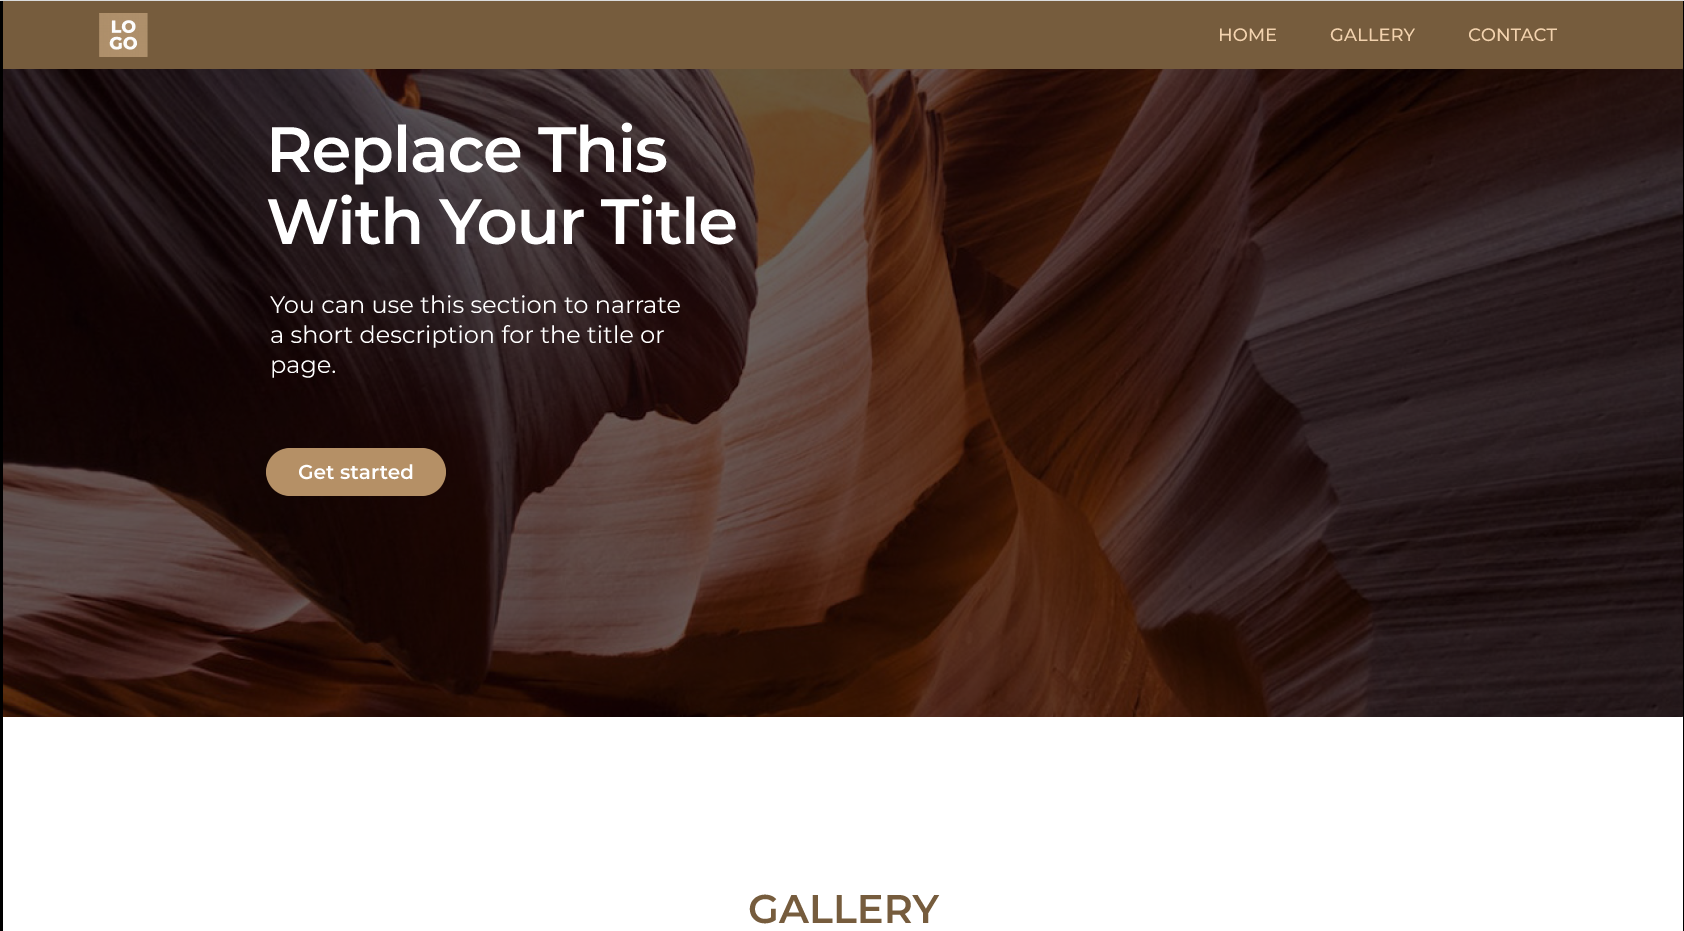 LO
GO
HOME GALLERY CONTACT
Replace This
With Your Title
You can use this section to narrate
a short description for the title or
page.
Get started
GALLERY